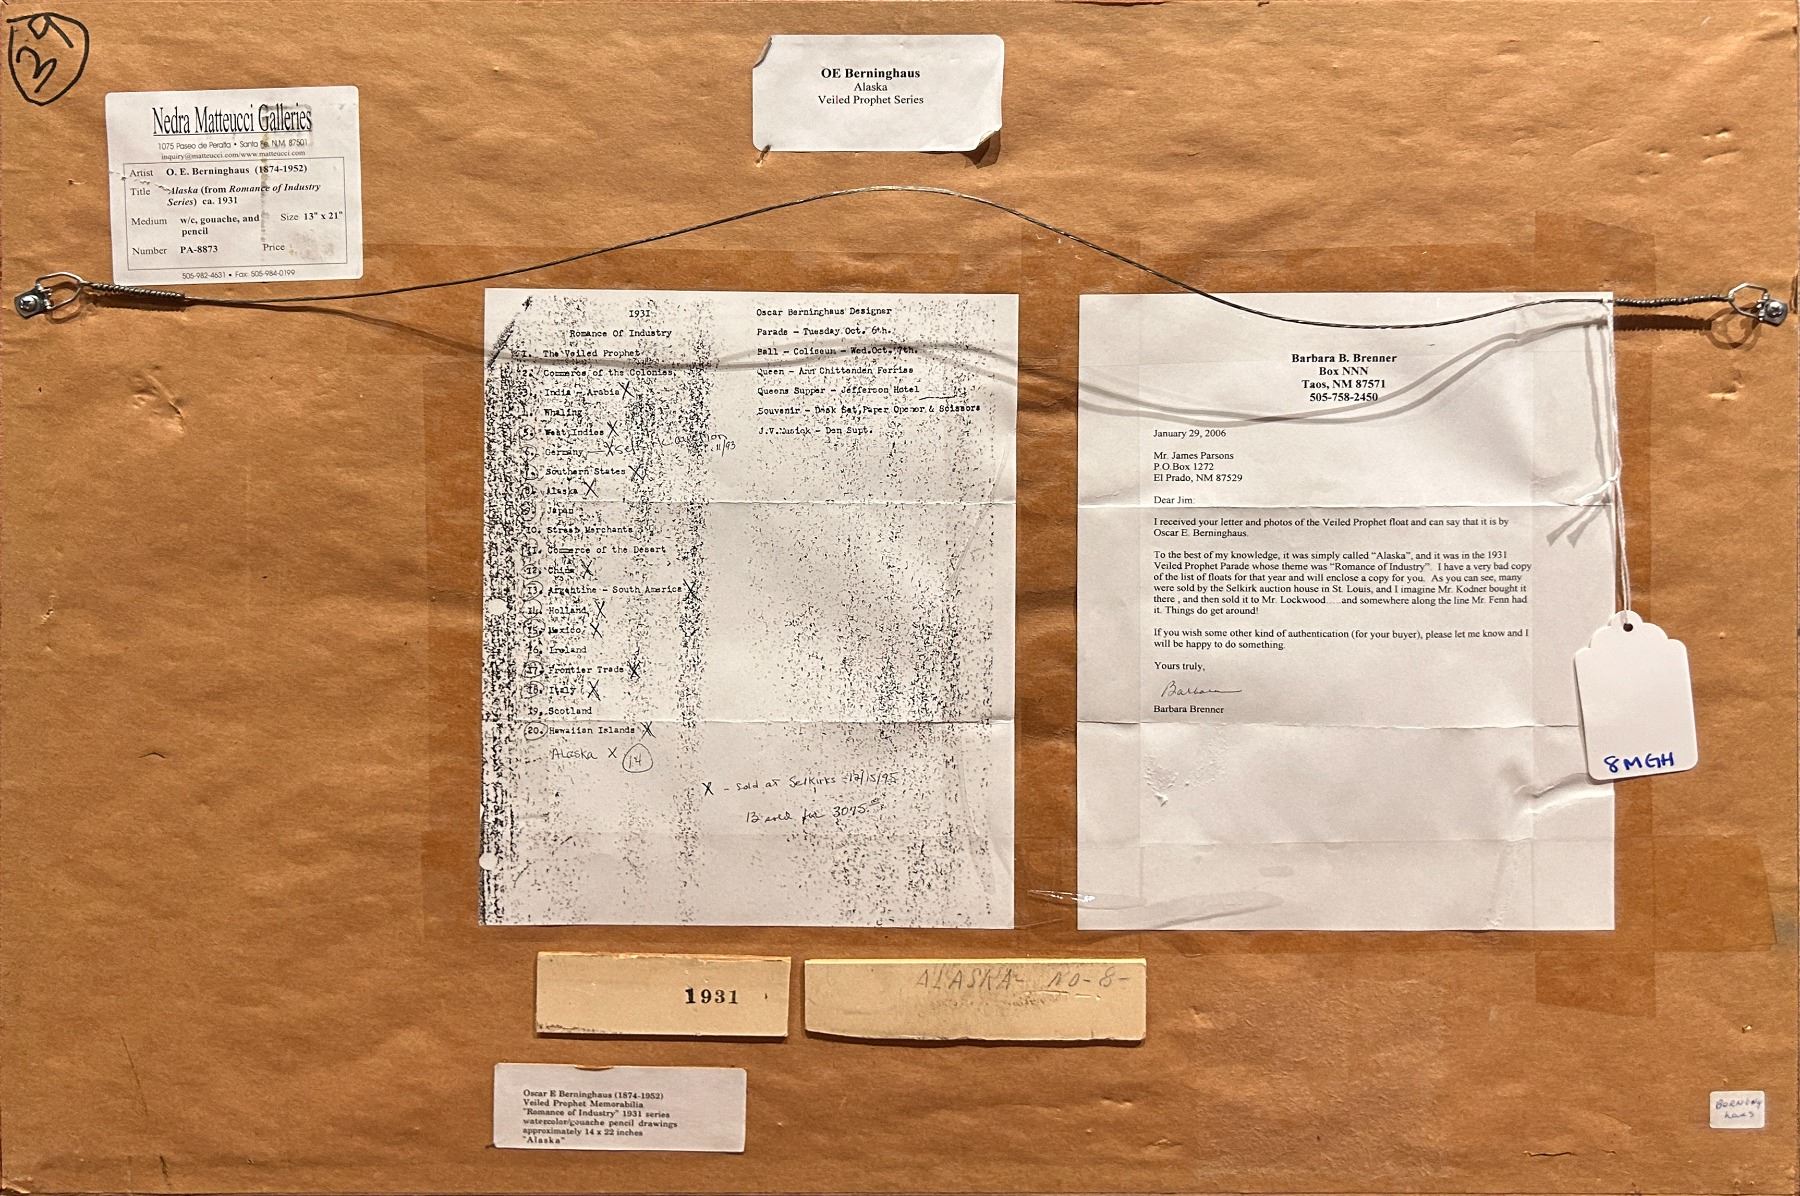 39
Nedra Matteucci Galleries
1075 Paseo de Peralta • Santa Fe, N.M. 87501
inquiry@matteucci.com/www.matteucci.com
Artist O. E. Berninghaus (1874-1952)
Title Alaska (from Romance of Industry
Series) ca. 1931
Medium w/c, gouache, and Size 13" x 21"
pencil
Number PA-8873 Price
505-982-4631 • Fax: 505-984-0199
OE Berninghaus
Alaska
Veiled Prophet Series
1931
Romance Of Industry
1. The Veiled Prophet
2. Commerce of the Colonies,
3. India - Arabia X
4. Whaling
5. West Indies X
6. Germany X Selkirk auction 11/93
7. Southern States X
8. Alaska X
9. Japan
10. Street Merchants
11. Commerce of the Desert
12. China X
13. Argentine - South America X
14. Holland X
15. Mexico X
16. Ireland
17. Frontier Trade X
18. Italy X
19. Scotland
20. Hawaiian Islands X
Alaska X 14
X - sold at Selkirks - 12/15/95
13 sold for 3075.
Oscar Berninghaus Designer
Parade - Tuesday Oct. 6th.
Ball - Coliseum - Wed. Oct. 7th.
Queen - Ann Chittenden Ferriss
Queens Supper - Jefferson Hotel
Souvenir - Desk Set, Paper Opener & Scissors
J.V. Musick - Den Supt.
Barbara B. Brenner
Box NNN
Taos, NM 87571
505-758-2450
January 29, 2006
Mr. James Parsons
P.O.Box 1272
El Prado, NM 87529
Dear Jim:
I received your letter and photos of the Veiled Prophet float and can say that it is by
Oscar E. Berninghaus.
To the best of my knowledge, it was simply called "Alaska", and it was in the 1931
Veiled Prophet Parade whose theme was "Romance of Industry". I have a very bad copy
of the list of floats for that year and will enclose a copy for you. As you can see, many
were sold by the Selkirk auction house in St. Louis, and I imagine Mr. Kodner bought it
there , and then sold it to Mr. Lockwood.....and somewhere along the line Mr. Fenn had
it. Things do get around!
If you wish some other kind of authentication (for your buyer), please let me know and I
will be happy to do something.
Yours truly,
Barbara
Barbara Brenner
8MGH
1931
ALASKA - NO - 8 -
Oscar E Berninghaus (1874-1952)
Veiled Prophet Memorabilia
"Romance of Industry" 1931 series
watercolor/gouache pencil drawings
approximately 14 x 22 inches
"Alaska"